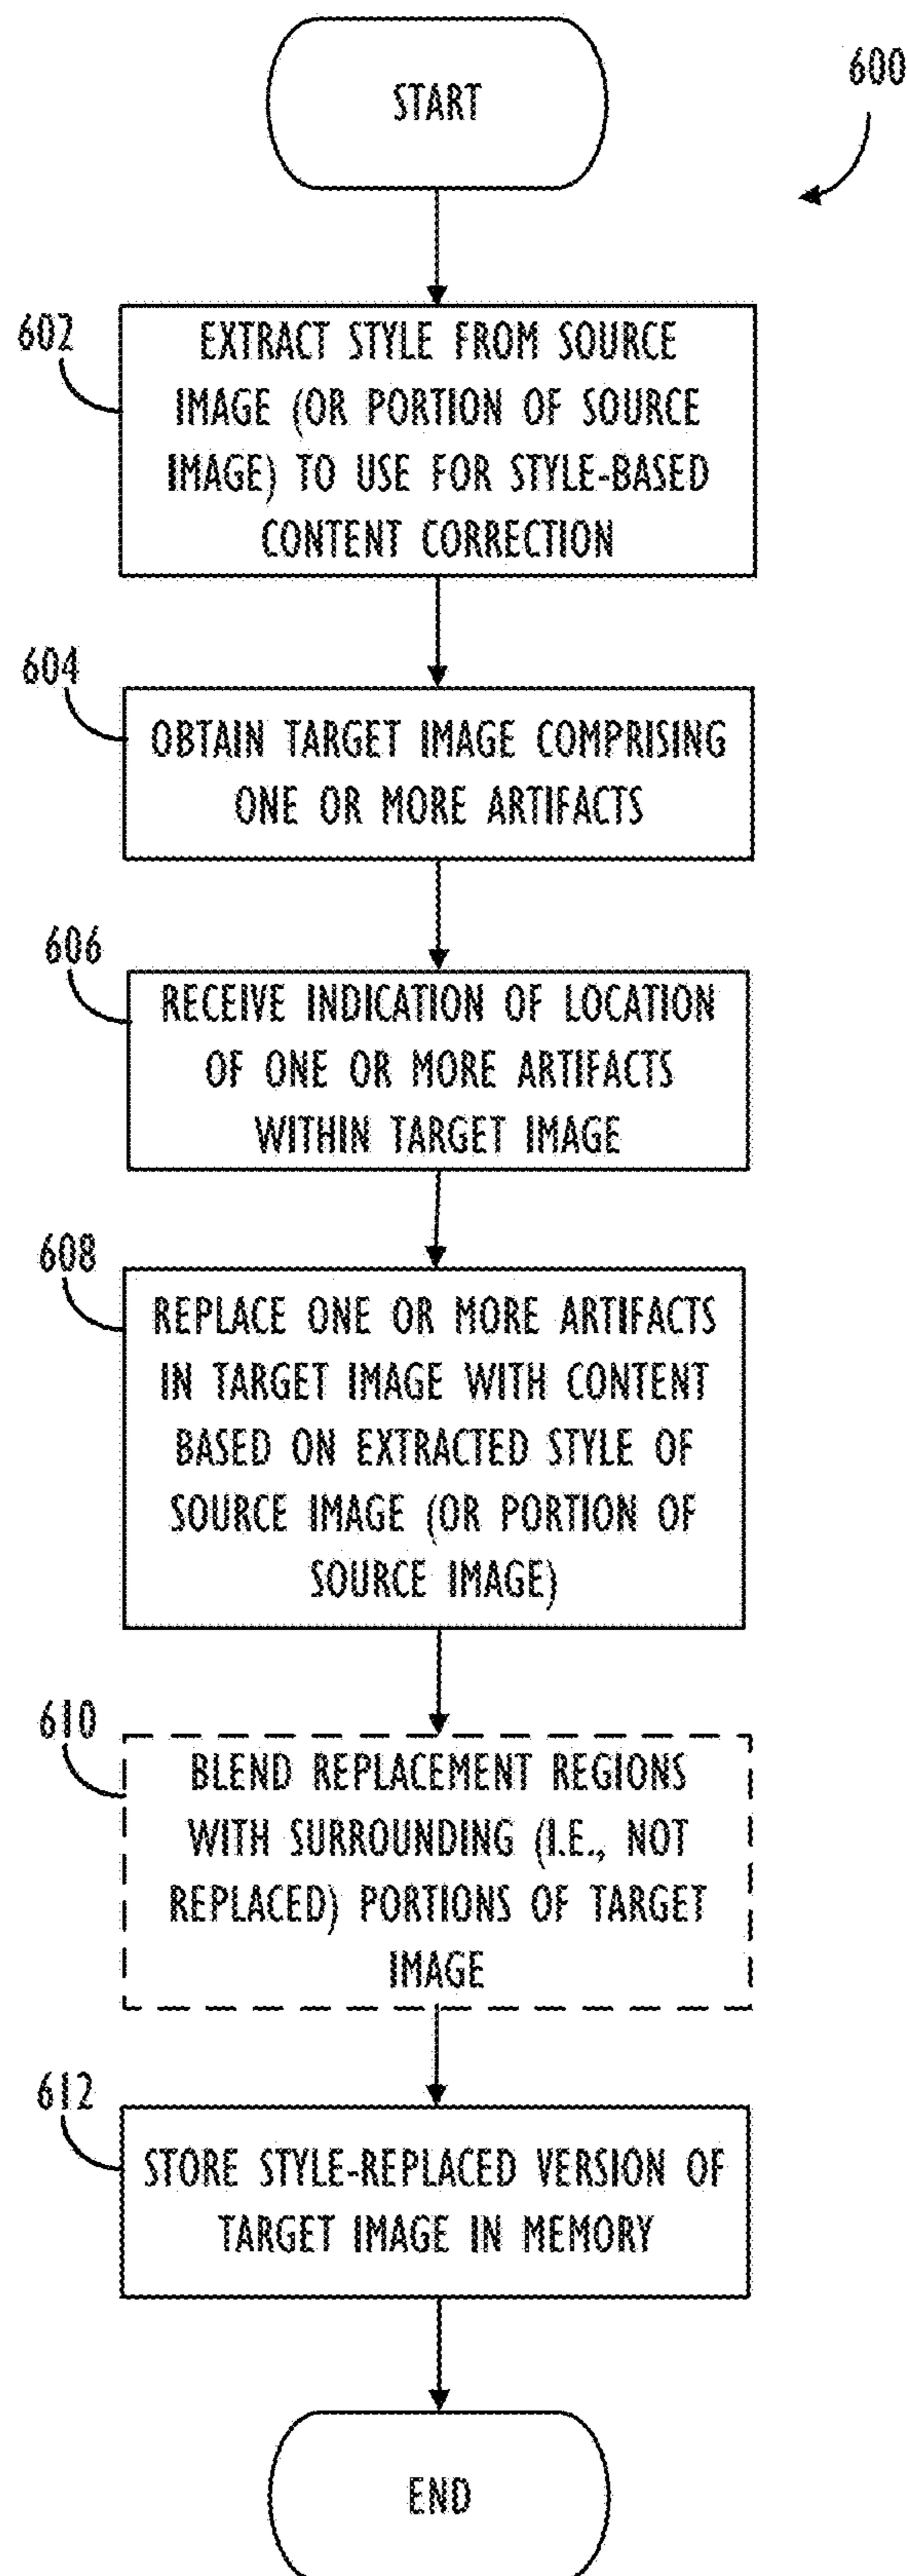 START
600
602
EXTRACT STYLE FROM SOURCE
IMAGE (OR PORTION OF SOURCE
IMAGE) TO USE FOR STYLE-BASED
CONTENT CORRECTION
604
OBTAIN TARGET IMAGE COMPRISING
ONE OR MORE ARTIFACTS
606
RECEIVE INDICATION OF LOCATION
OF ONE OR MORE ARTIFACTS
WITHIN TARGET IMAGE
608
REPLACE ONE OR MORE ARTIFACTS
IN TARGET IMAGE WITH CONTENT
BASED ON EXTRACTED STYLE OF
SOURCE IMAGE (OR PORTION OF
SOURCE IMAGE)
610
BLEND REPLACEMENT REGIONS
WITH SURROUNDING (I.E., NOT
REPLACED) PORTIONS OF TARGET
IMAGE
612
STORE STYLE-REPLACED VERSION OF
TARGET IMAGE IN MEMORY
END